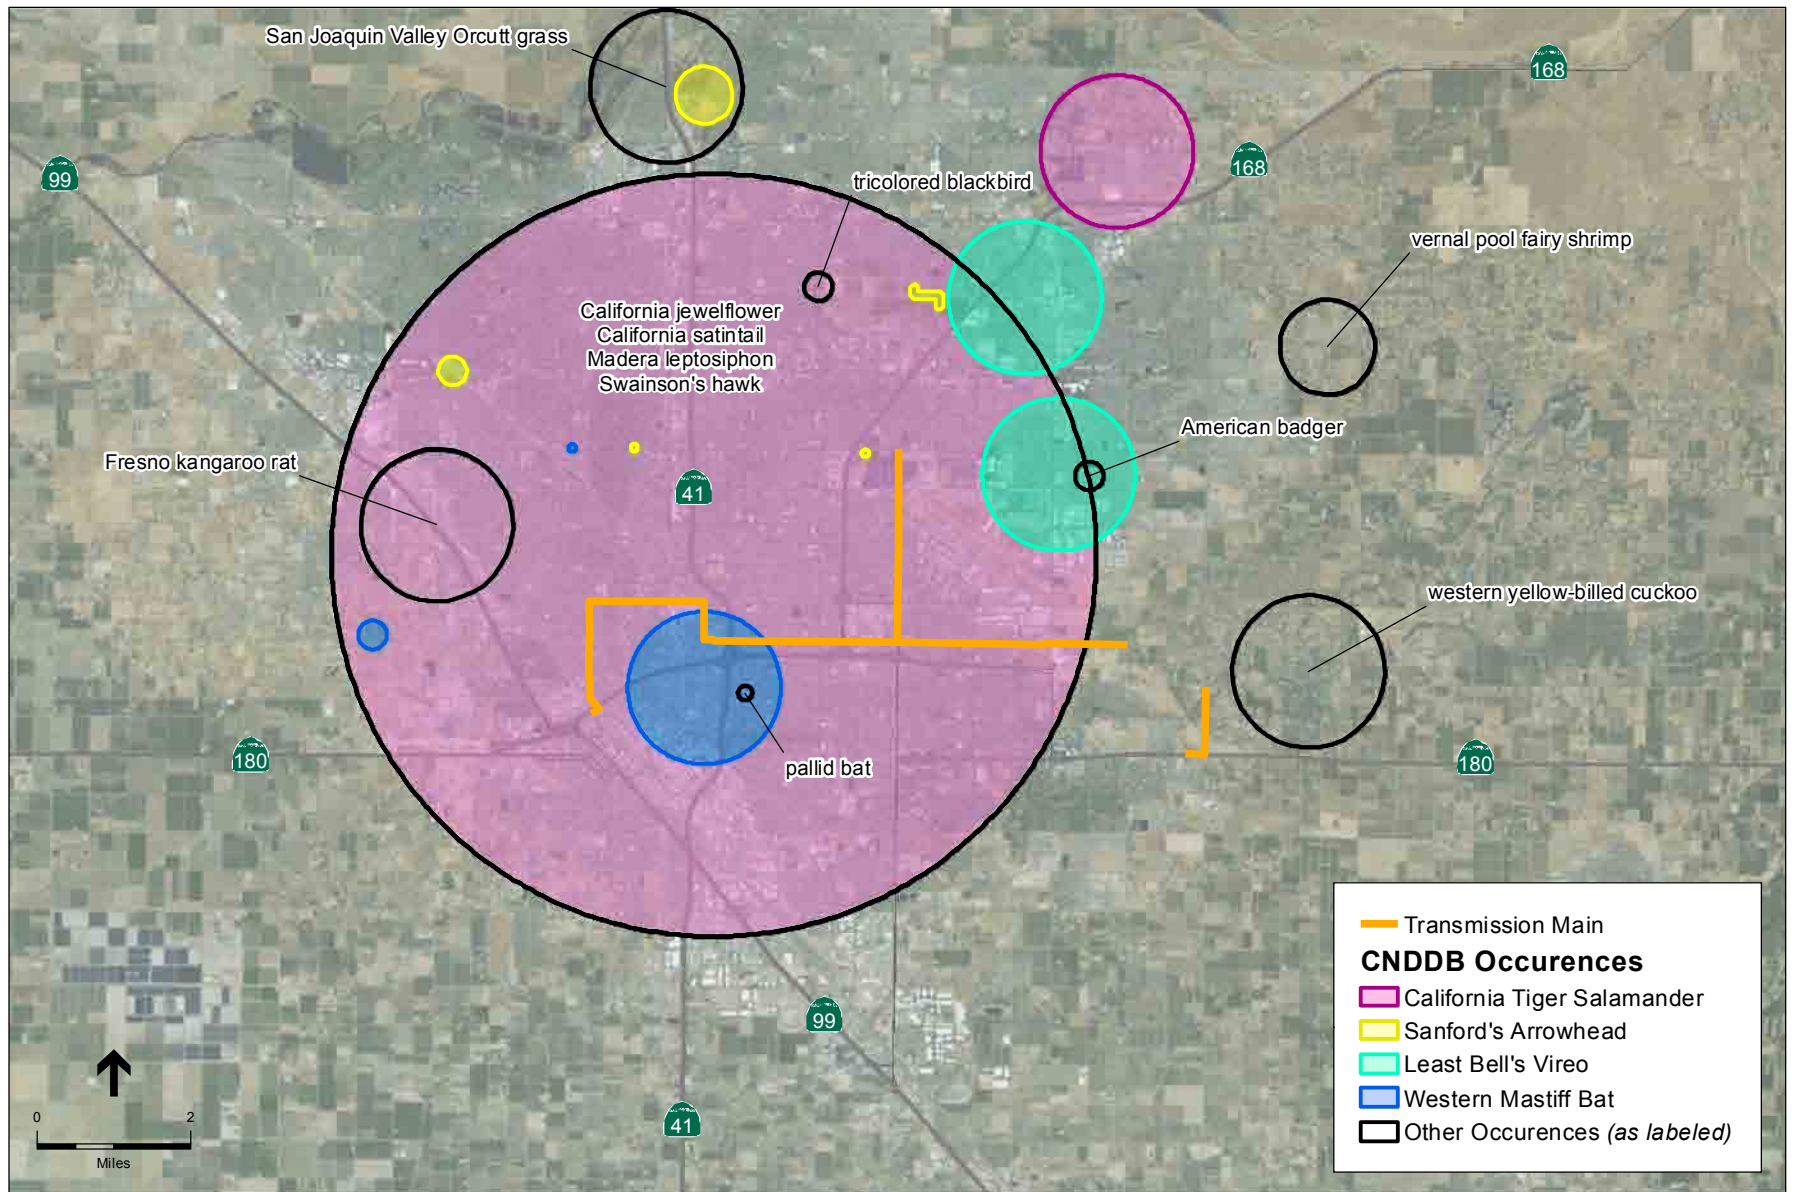 San Joaquin Valley Orcutt grass
168
99
168
tricolored blackbird
vernal pool fairy shrimp
California jewelflower
California satintail
Madera leptosiphon
Swainson's hawk
American badger
Fresno kangaroo rat
41
western yellow-billed cuckoo
180
180
pallid bat
99
41
0 2
Miles
Transmission Main
CNDDB Occurences
California Tiger Salamander
Sanford's Arrowhead
Least Bell's Vireo
Western Mastiff Bat
Other Occurences (as labeled)